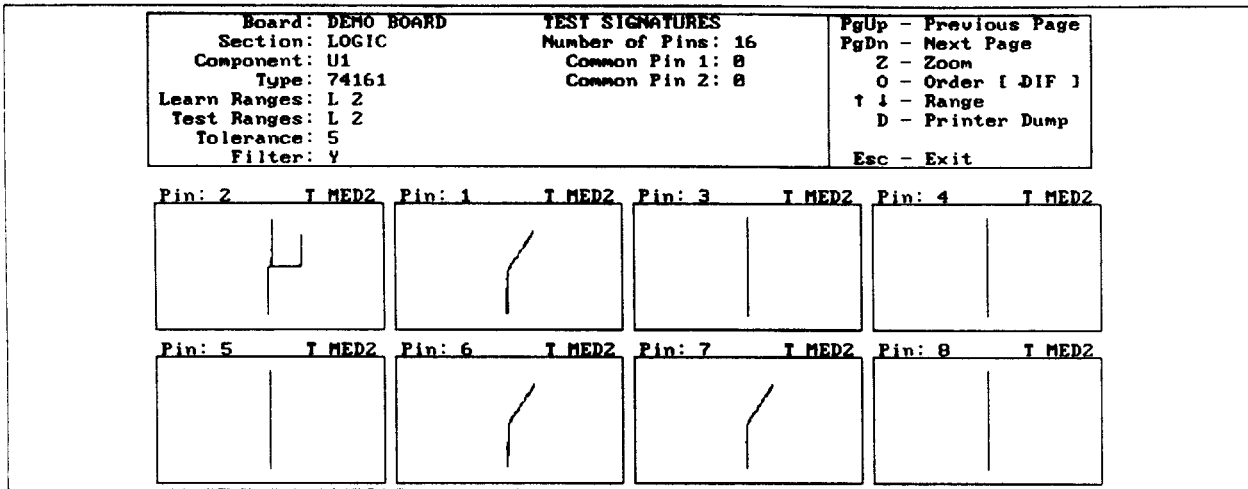 Board: DEMO BOARD TEST SIGNATURES PgUp - Previous Page
Section: LOGIC Number of Pins: 16 PgDn - Next Page
Component: U1 Common Pin 1: 0 Z - Zoom
Type: 74161 Common Pin 2: 0 O - Order [ DIF ]
Learn Ranges: L 2 ↑ ↓ - Range
Test Ranges: L 2 D - Printer Dump
Tolerance: 5
Filter: Y Esc - Exit
Pin: 2 T MED2 Pin: 1 T MED2 Pin: 3 T MED2 Pin: 4 T MED2
Pin: 5 T MED2 Pin: 6 T MED2 Pin: 7 T MED2 Pin: 8 T MED2